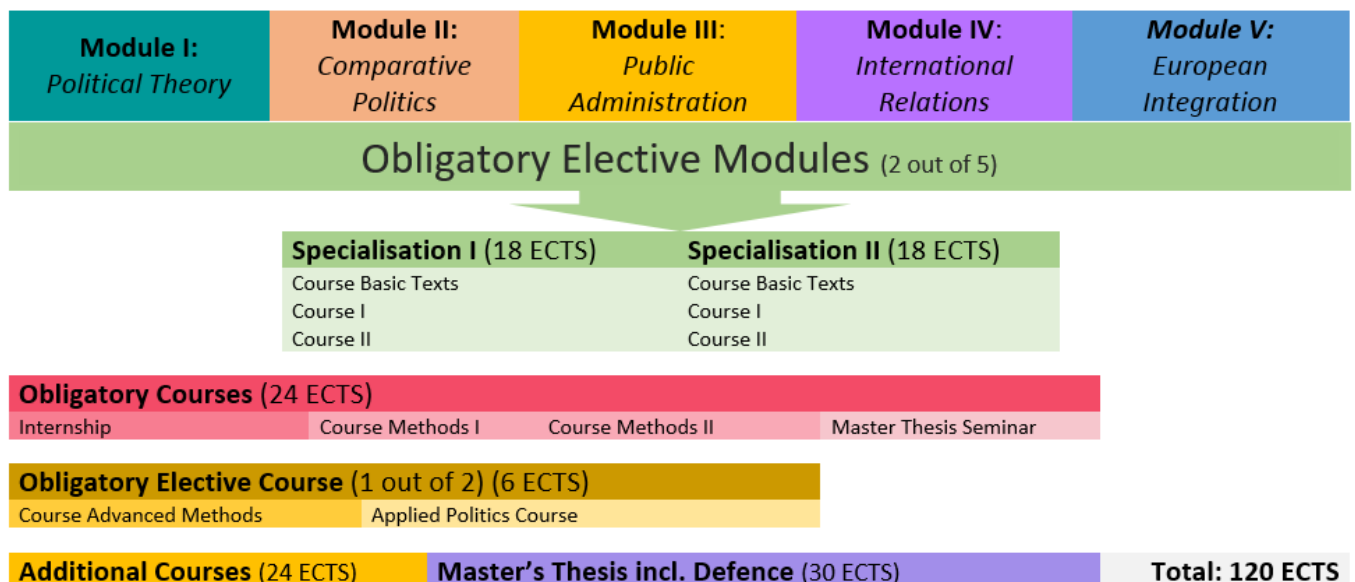 Module I:
Political Theory
Module II:
Comparative
Politics
Module III:
Public
Administration
Module IV:
International
Relations
Module V:
European
Integration
Obligatory Elective Modules (2 out of 5)
Specialisation I (18 ECTS)
Course Basic Texts
Course I
Course II
Specialisation II (18 ECTS)
Course Basic Texts
Course I
Course II
Obligatory Courses (24 ECTS)
Internship
Course Methods I
Course Methods II
Master Thesis Seminar
Obligatory Elective Course (1 out of 2) (6 ECTS)
Course Advanced Methods
Applied Politics Course
Additional Courses (24 ECTS)
Master's Thesis incl. Defence (30 ECTS)
Total: 120 ECTS